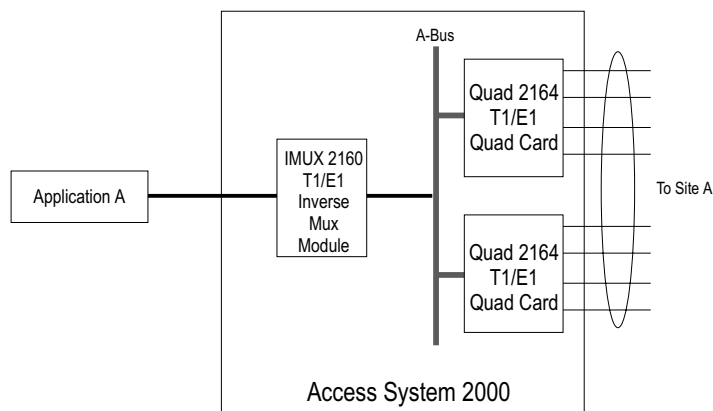 A-Bus
Quad 2164
T1/E1
Quad Card
IMUX 2160
T1/E1
Inverse
Mux
Module
Application A
To Site A
Quad 2164
T1/E1
Quad Card
Access System 2000